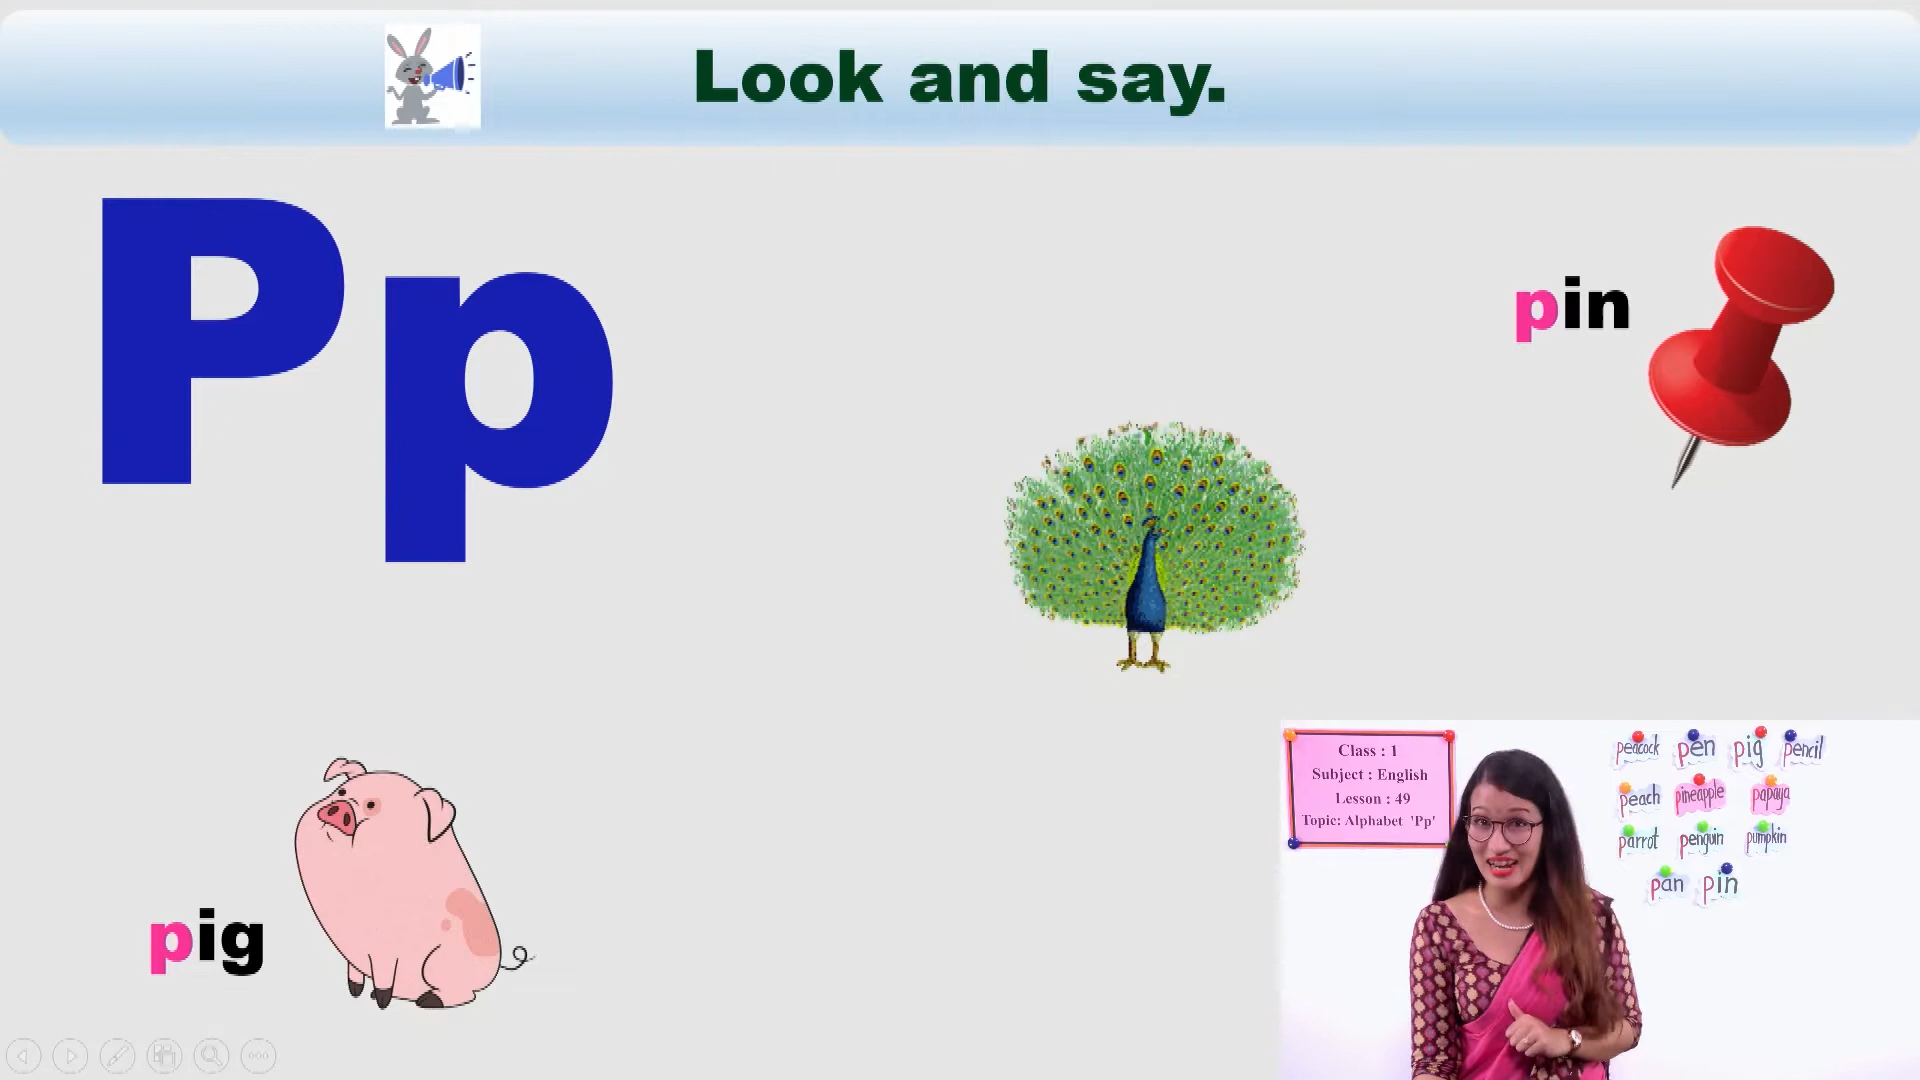 Look and say.
Pp
pin
pig
Class : 1
Subject : English
Lesson : 49
Topic: Alphabet 'Pp'
peacock pen pig pencil
peach pineapple papaya
parrot penguin pumpkin
pan pin